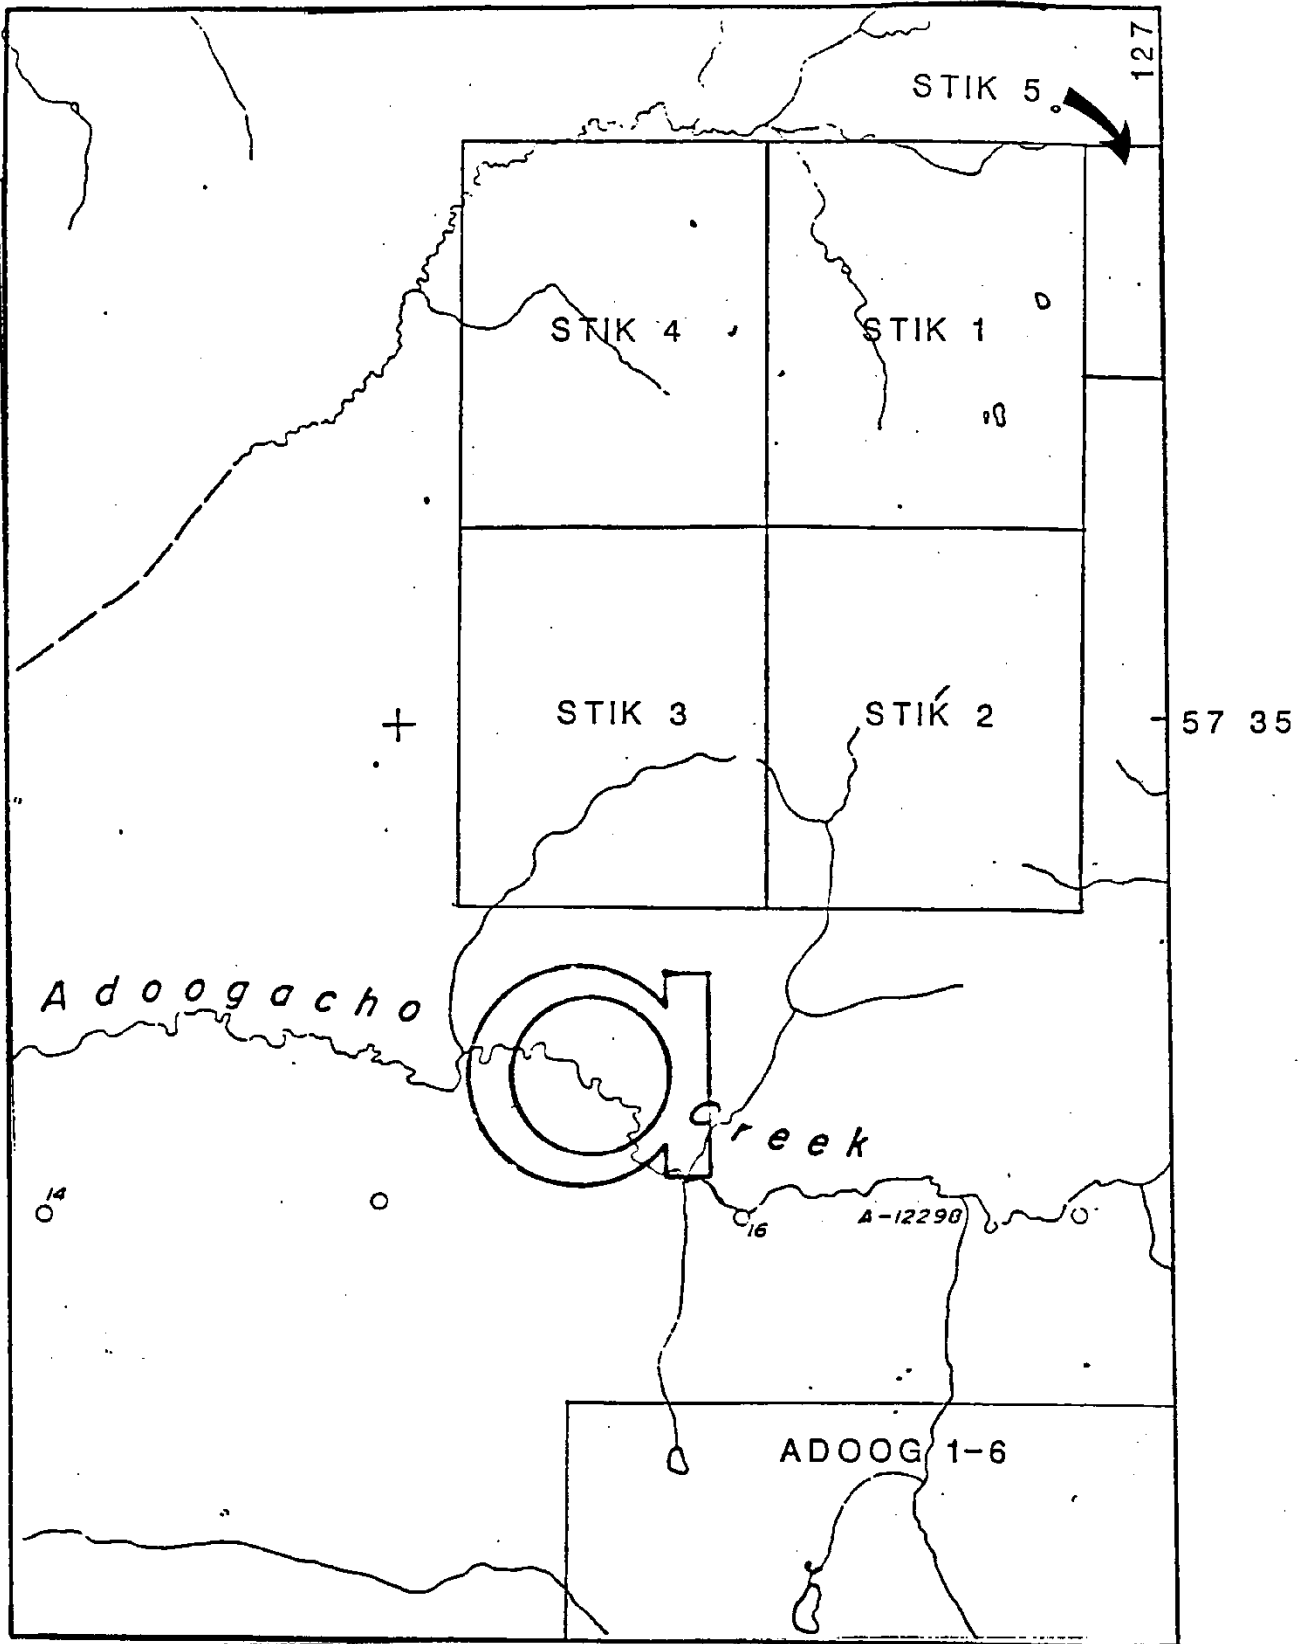 127
STIK 5
STIK 4
STIK 1
STIK 3
STIK 2
57 35
Adoogacho
Creek
d
14
16
A-12298
ADOOG 1-6